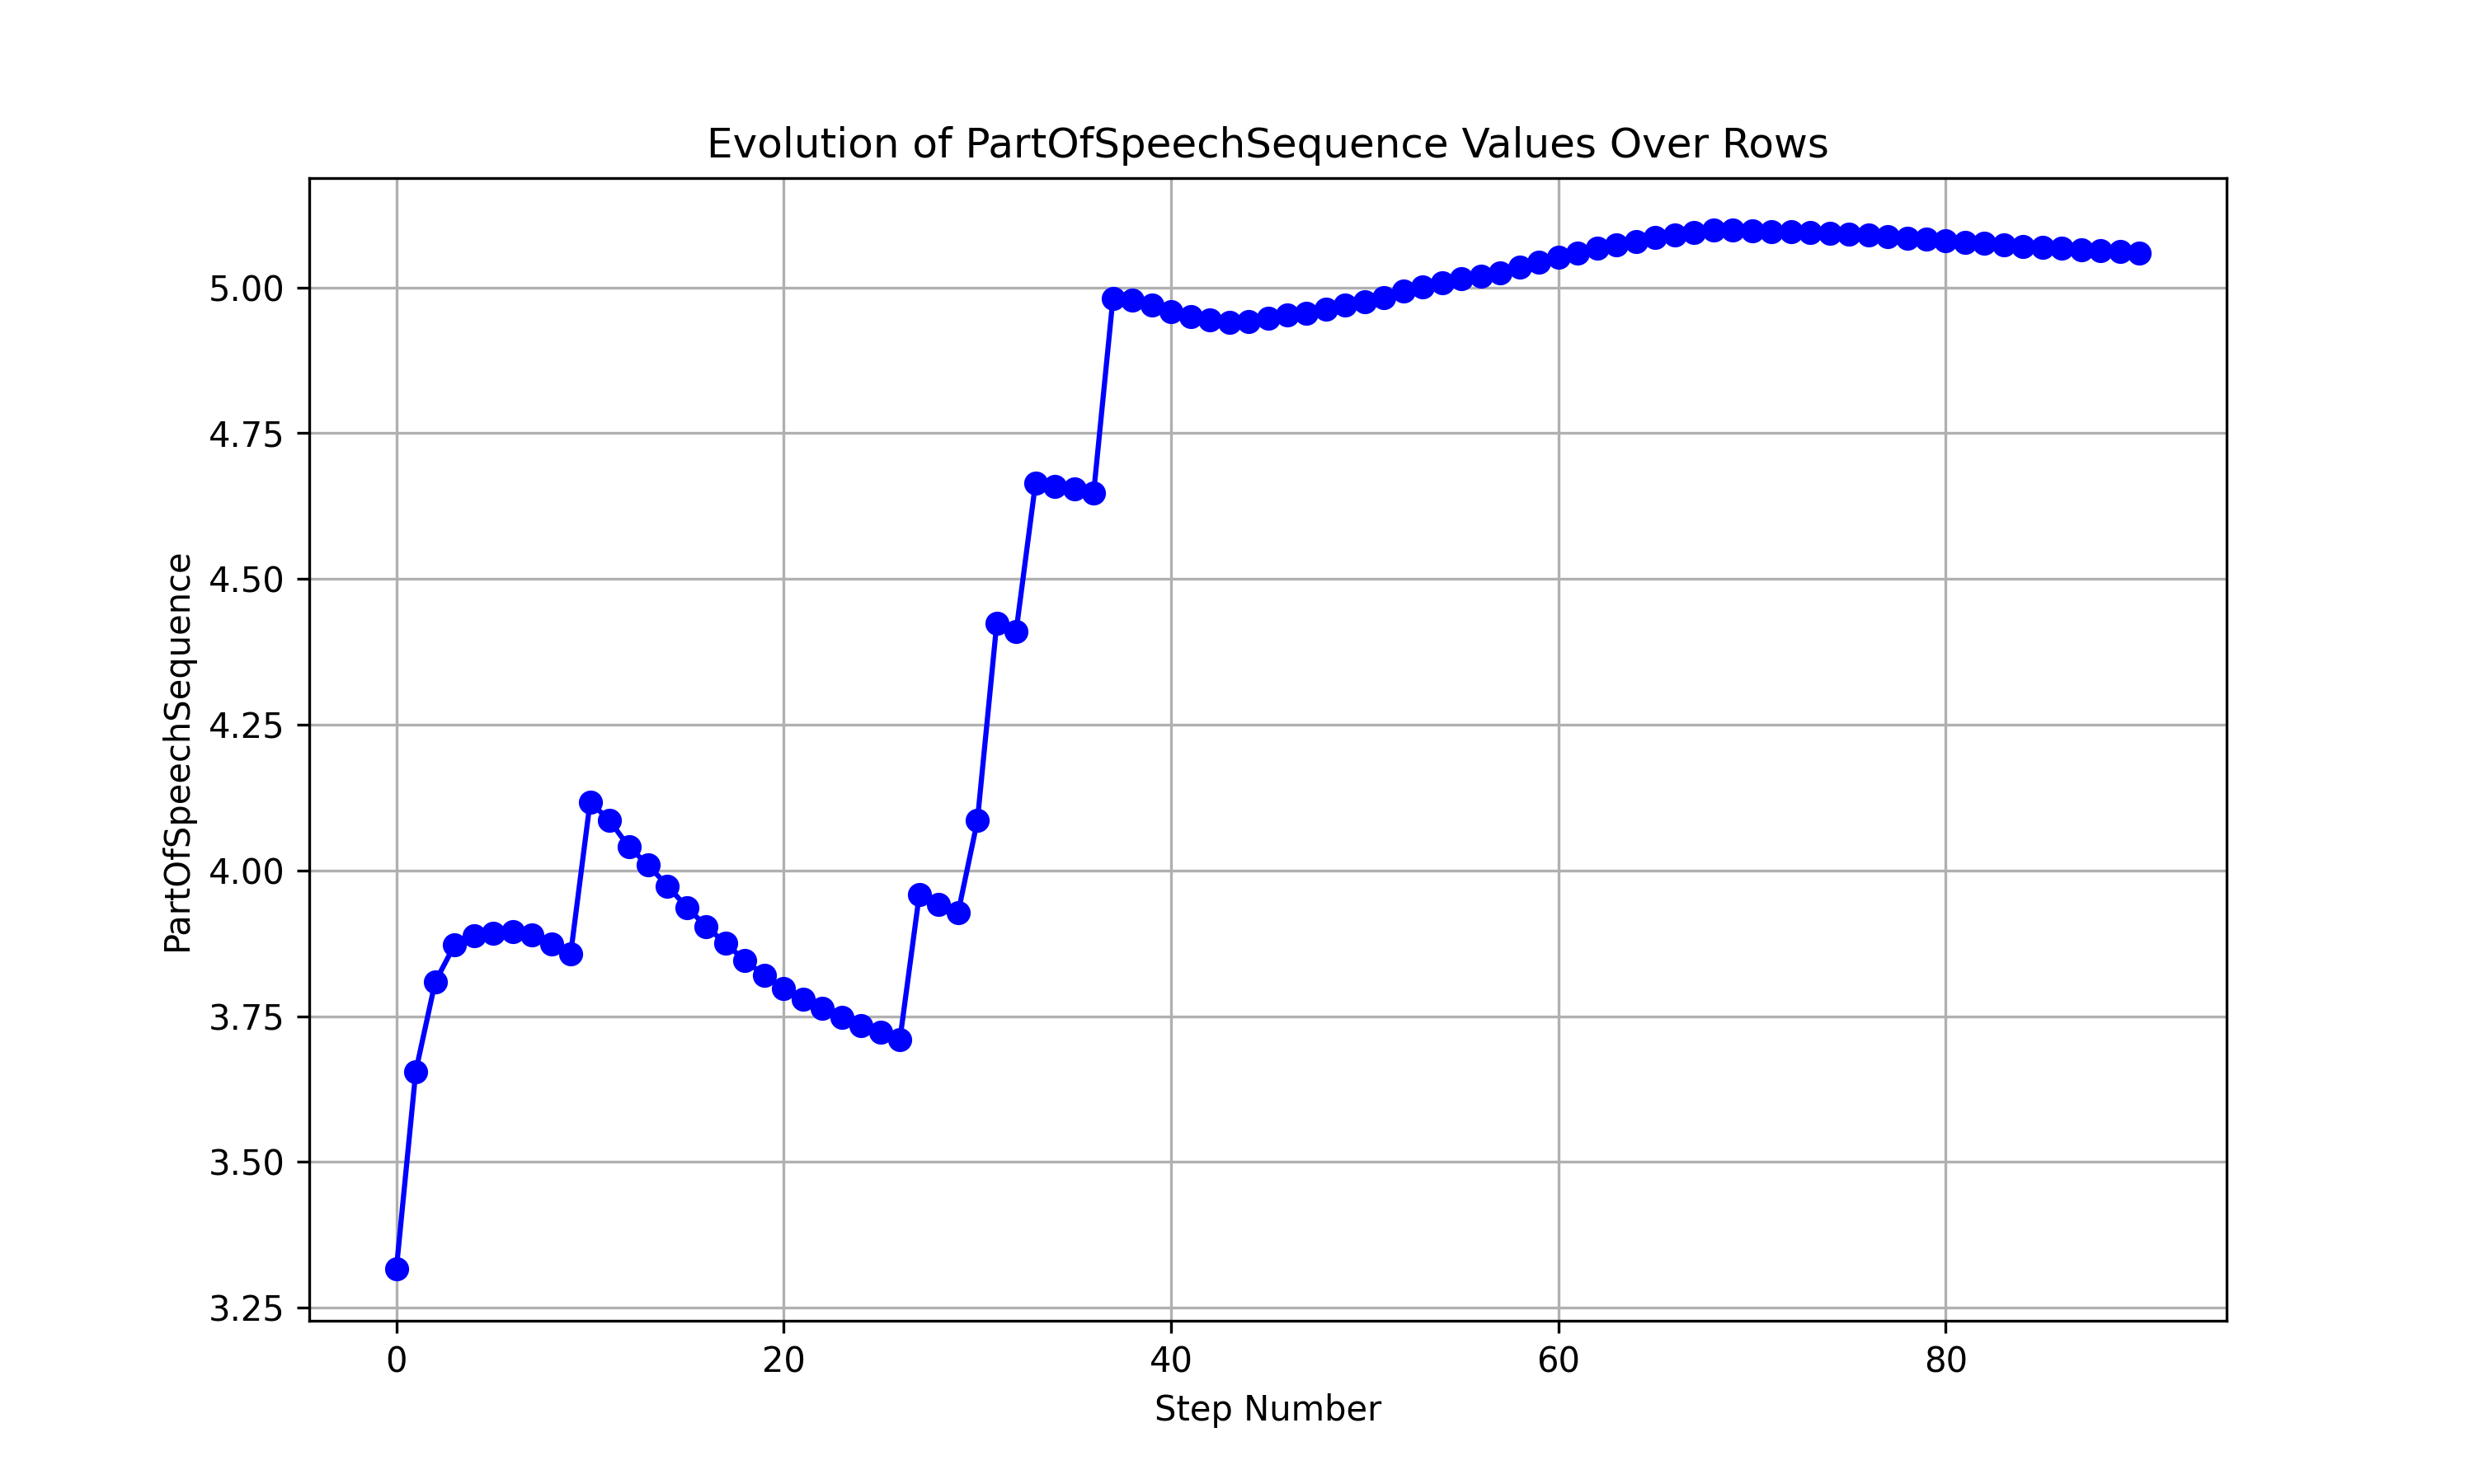 Evolution of PartOfSpeechSequence Values Over Rows
PartOfSpeechSequence
5.00
4.75
4.50
4.25
4.00
3.75
3.50
3.25
0 20 40 60 80
Step Number